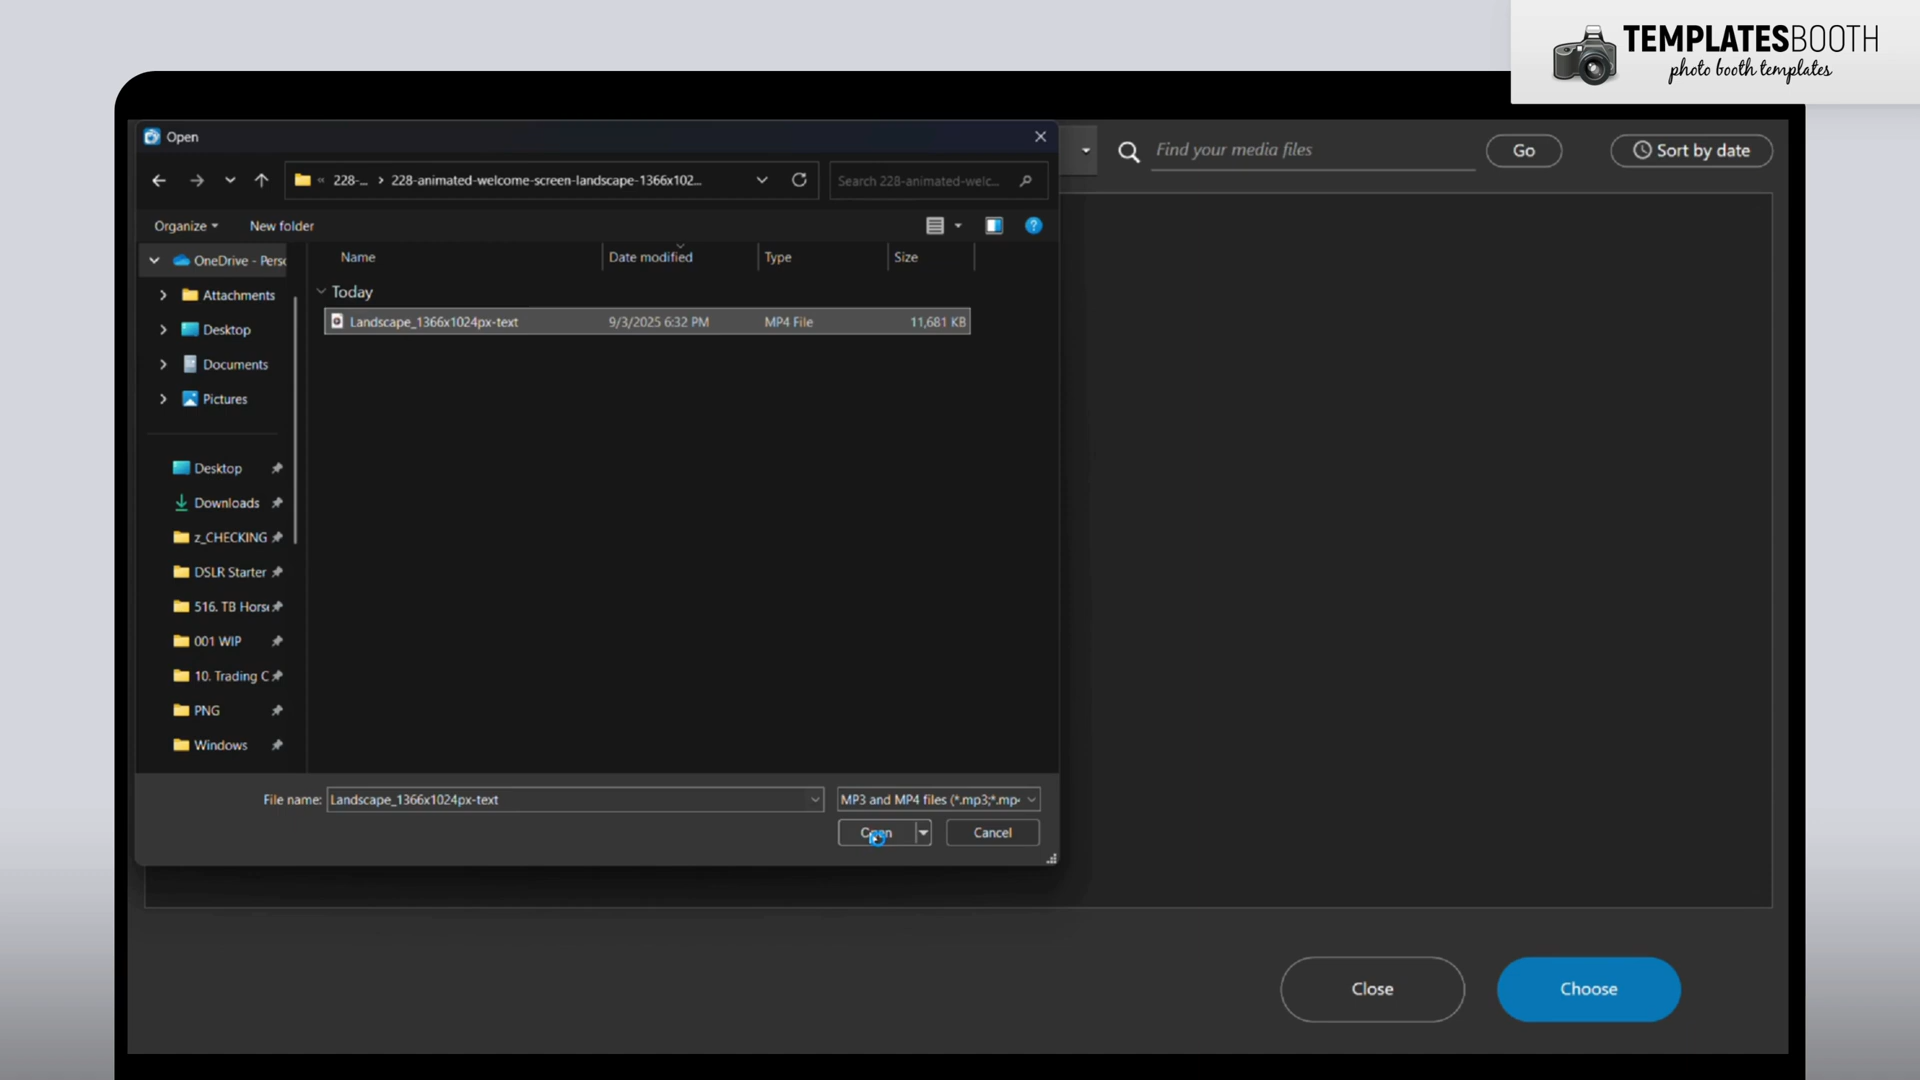 TEMPLATESBOOTH
photo booth templates
Open
228-... 228-animated-welcome-screen-landscape-1366x102...
Search 228-animated-welc...
Find your media files
Go
Sort by date
Organize
New folder
Name
Date modified
Type
Size
OneDrive - Perso
Attachments
Desktop
Documents
Pictures
Desktop
Downloads
z_CHECKING
DSLR Starter
516. TB Hors
001 WIP
10. Trading C
PNG
Windows
Today
Landscape_1366x1024px-text 9/3/2025 6:32 PM MP4 File 11,681 KB
File name: Landscape_1366x1024px-text
MP3 and MP4 files (*.mp3;*.mp4
Open
Cancel
Close
Choose